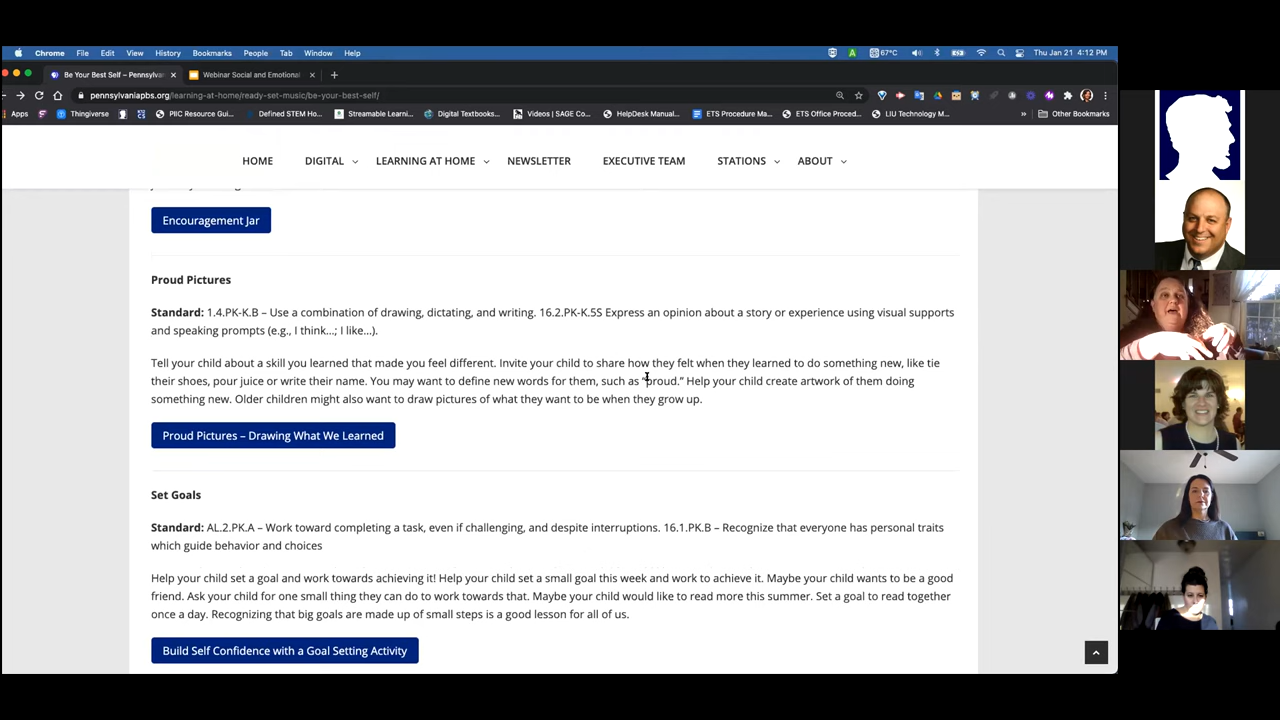 Chrome File Edit View History Bookmarks People Tab Window Help 67°C Thu Jan 21 4:12 PM
Be Your Best Self – Pennsylvan Webinar Social and Emotional
pennsylvaniapbs.org/learning-at-home/ready-set-music/be-your-best-self/
Apps Thingiverse PIIC Resource Gui... Defined STEM Ho... Streamable Learni... Digital Textbooks:... Videos | SAGE Co... HelpDesk Manual... ETS Procedure Ma... ETS Office Proced... LIU Technology M... » Other Bookmarks
HOME DIGITAL LEARNING AT HOME NEWSLETTER EXECUTIVE TEAM STATIONS ABOUT
Encouragement Jar
Proud Pictures
Standard: 1.4.PK-K.B – Use a combination of drawing, dictating, and writing. 16.2.PK-K.5S Express an opinion about a story or experience using visual supports
and speaking prompts (e.g., I think...; I like...).
Tell your child about a skill you learned that made you feel different. Invite your child to share how they felt when they learned to do something new, like tie
their shoes, pour juice or write their name. You may want to define new words for them, such as “proud.” Help your child create artwork of them doing
something new. Older children might also want to draw pictures of what they want to be when they grow up.
Proud Pictures – Drawing What We Learned
Set Goals
Standard: AL.2.PK.A – Work toward completing a task, even if challenging, and despite interruptions. 16.1.PK.B – Recognize that everyone has personal traits
which guide behavior and choices
Help your child set a goal and work towards achieving it! Help your child set a small goal this week and work to achieve it. Maybe your child wants to be a good
friend. Ask your child for one small thing they can do to work towards that. Maybe your child would like to read more this summer. Set a goal to read together
once a day. Recognizing that big goals are made up of small steps is a good lesson for all of us.
Build Self Confidence with a Goal Setting Activity